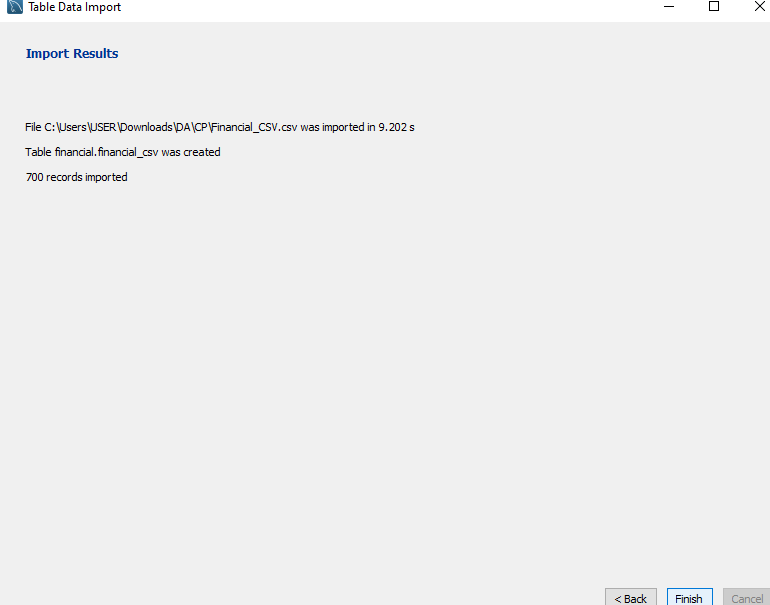 Table Data Import
Import Results
File C:\Users\USER\Downloads\DA\CP\Financial_CSV.csv was imported in 9.202 s
Table financial.financial_csv was created
700 records imported
< Back
Finish
Cancel